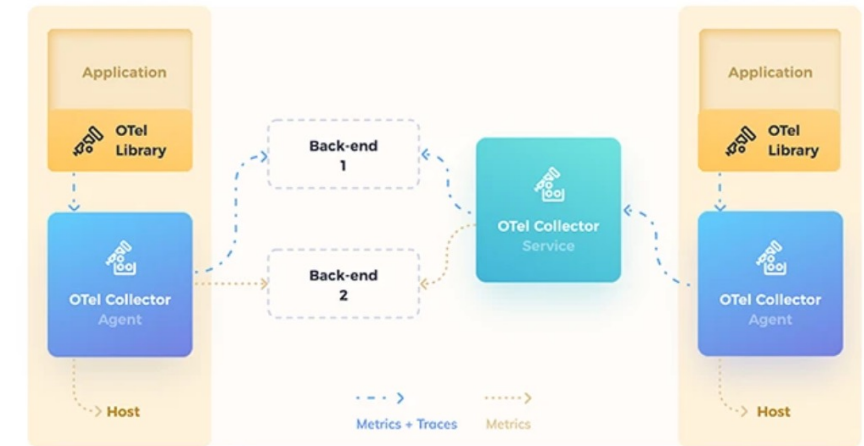 Application
OTel
Library
OTel Collector
Agent
Host
Back-end
1
Back-end
2
OTel Collector
Service
Metrics + Traces
Metrics
Application
OTel
Library
OTel Collector
Agent
Host